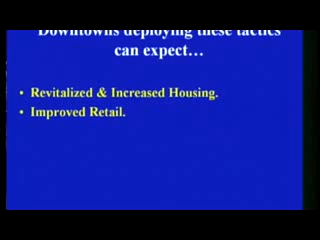 Downtowns deploying these tactics
can expect…
• Revitalized & Increased Housing.
• Improved Retail.